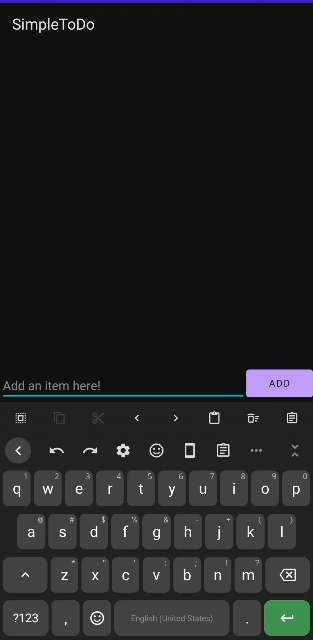 SimpleToDo
Add an item here!
ADD
1 2 3 4 5 6 7 8 9 0
q w e r t y u i o p
@ # $ % & - + ( )
a s d f g h j k l
* " ' : ; ! ?
z x c v b n m
?123 , English (United States) .